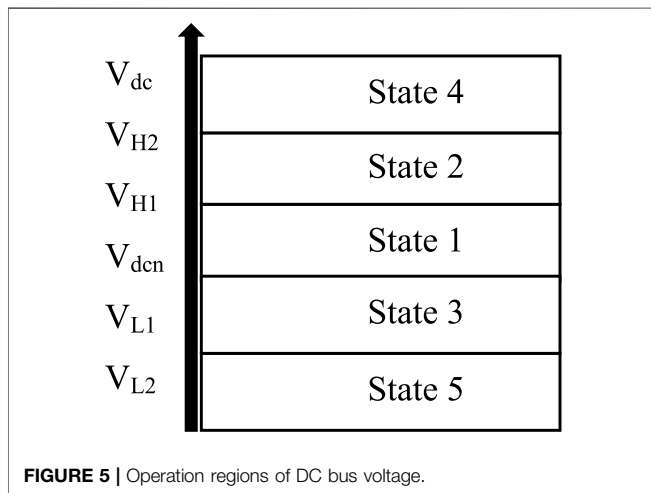 V_dc
State 4
V_H2
State 2
V_H1
State 1
V_dcn
V_L1
State 3
V_L2
State 5
FIGURE 5 | Operation regions of DC bus voltage.